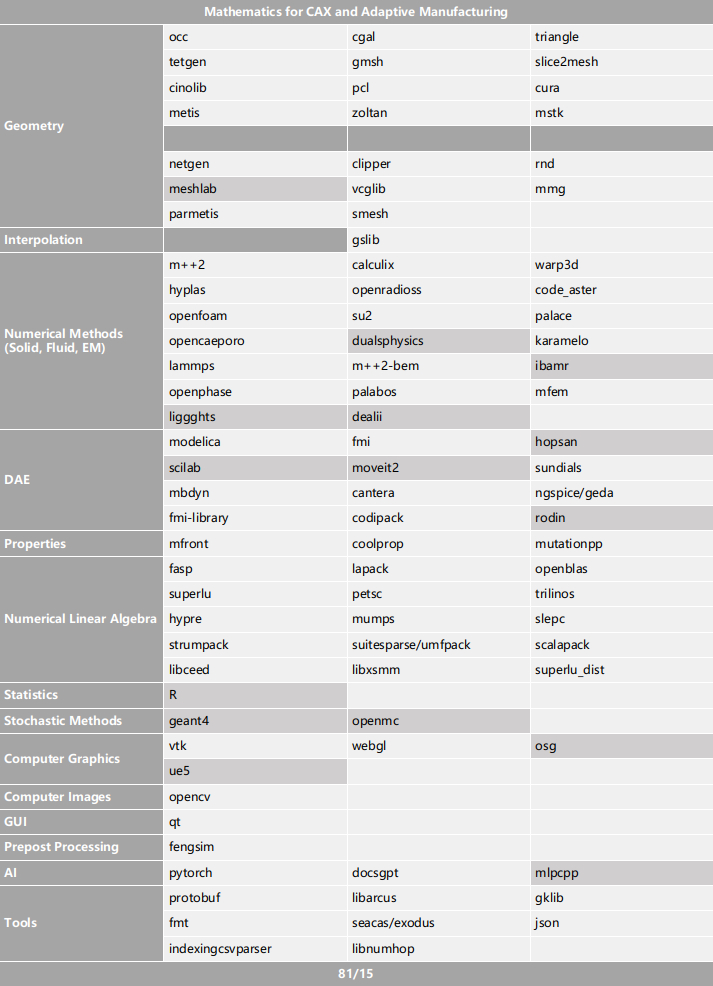 Mathematics for CAX and Adaptive Manufacturing
Geometry
occ cgal triangle
tetgen gmsh slice2mesh
cinolib pcl cura
metis zoltan mstk
netgen clipper rnd
meshlab vcglib mmg
parmetis smesh
Interpolation
gslib
Numerical Methods
(Solid, Fluid, EM)
m++2 calculix warp3d
hyplas openradioss code_aster
openfoam su2 palace
opencaeporo dualsphysics karamelo
lammps m++2-bem ibamr
openphase palabos mfem
liggghts dealii
DAE
modelica fmi hopsan
scilab moveit2 sundials
mbdyn cantera ngspice/geda
fmi-library codipack rodin
Properties
mfront coolprop mutationpp
Numerical Linear Algebra
fasp lapack openblas
superlu petsc trilinos
hypre mumps slepc
strumpack suitesparse/umfpack scalapack
libceed libxsmm superlu_dist
Statistics
R
Stochastic Methods
geant4 openmc
Computer Graphics
vtk webgl osg
ue5
Computer Images
opencv
GUI
qt
Prepost Processing
fengsim
AI
pytorch docsgpt mlpcpp
Tools
protobuf libarcus gklib
fmt seacas/exodus json
indexingcsvparser libnumhop
81/15